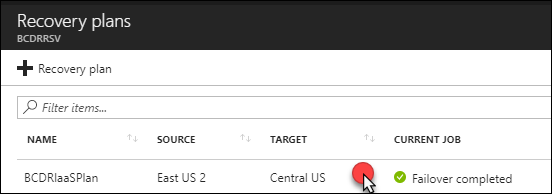 Recovery plans
BCDRRSV
Recovery plan
Filter items...
NAME SOURCE TARGET CURRENT JOB
BCDRIaaSPlan East US 2 Central US Failover completed